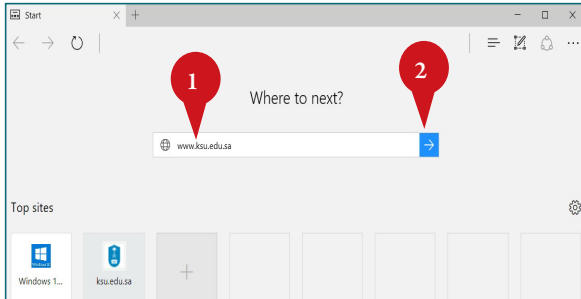 Start
1
2
Where to next?
www.ksu.edu.sa
Top sites
Windows 1...
ksu.edu.sa